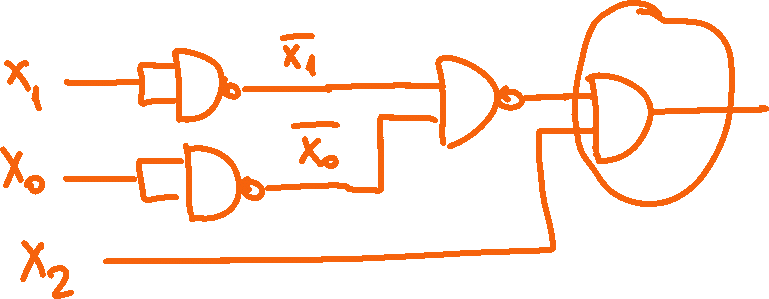 x₁ x̅₁
x₀ x̅₀
x₂